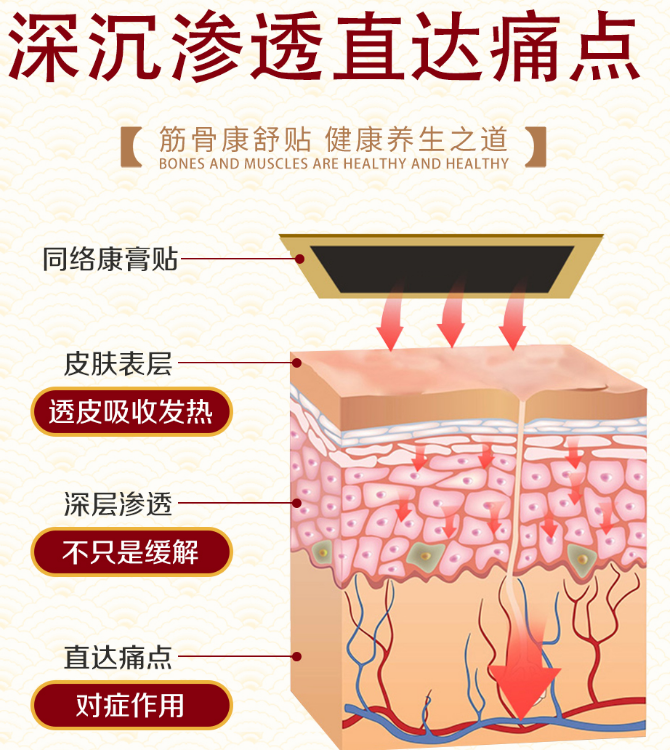 深沉渗透直达痛点
【筋骨康舒贴 健康养生之道】
BONES AND MUSCLES ARE HEALTHY AND HEALTHY
同络康膏贴
皮肤表层
透皮吸收发热
深层渗透
不只是缓解
直达痛点
对症作用